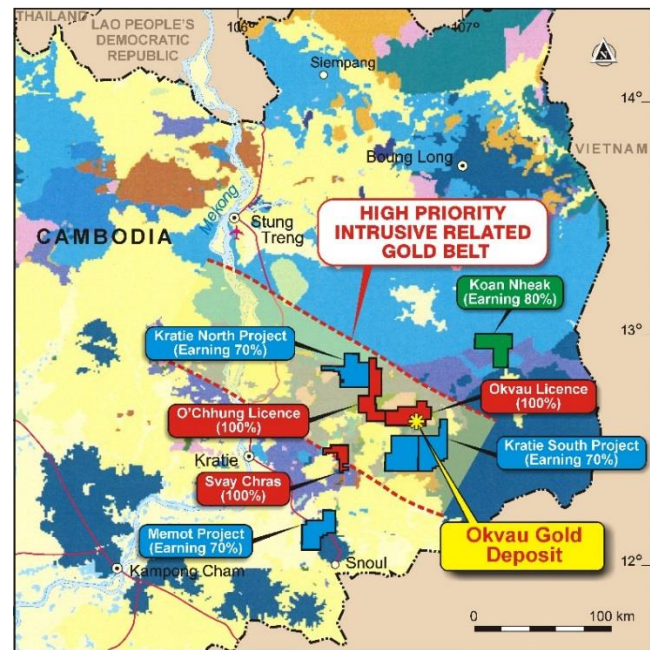 THAILAND
LAO PEOPLE'S
DEMOCRATIC
REPUBLIC
106
107°
N
Siempang
14°
Boung Long
VIETNAM
Mekong
Stung
Treng
CAMBODIA
HIGH PRIORITY
INTRUSIVE RELATED
GOLD BELT
Koan Nheak
(Earning 80%)
13°
Kratie North Project
(Earning 70%)
Okvau Licence
(100%)
O'Chhung Licence
(100%)
Kratie South Project
(Earning 70%)
Kratie
Svay Chras
(100%)
Memot Project
(Earning 70%)
Okvau Gold
Deposit
Snoul
12°
Kampong Cham
0 100 km